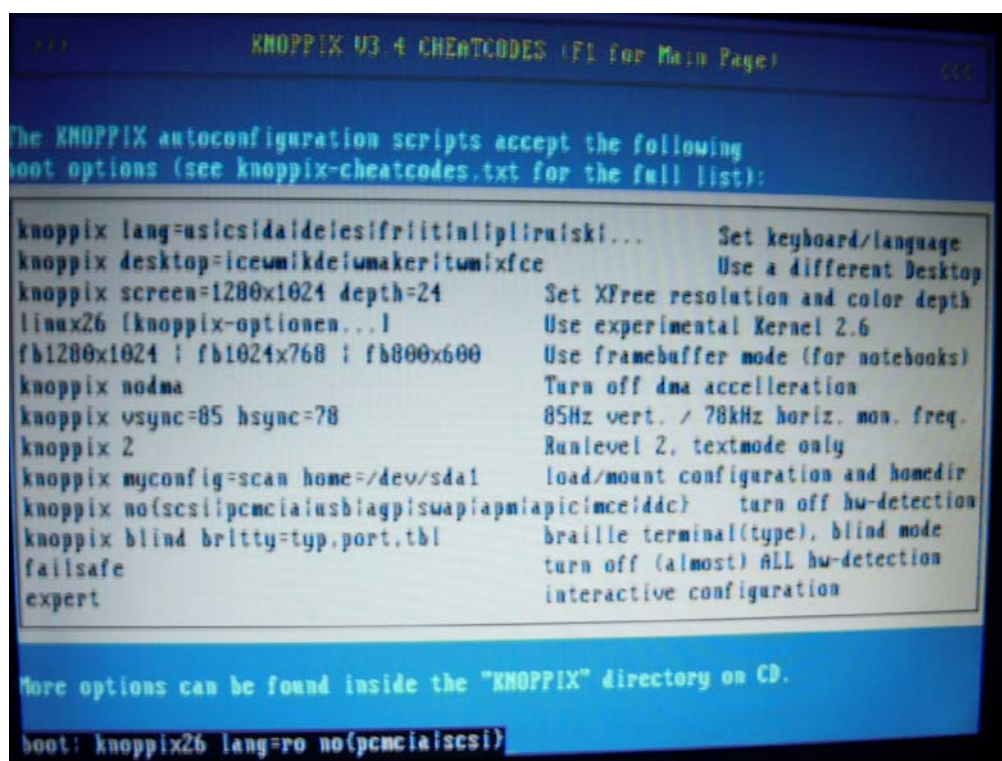 >>> KNOPPIX V3.4 CHEATCODES (F1 for Main Page) <<<
The KNOPPIX autoconfiguration scripts accept the following
boot options (see knoppix-cheatcodes.txt for the full list):
knoppix lang=us|cs|da|de|es|fr|it|nl|pl|ru|sk|... Set keyboard/language
knoppix desktop=icewm|kde|wmaker|twm|xfce Use a different Desktop
knoppix screen=1280x1024 depth=24 Set XFree resolution and color depth
linux26 [knoppix-optionen...] Use experimental Kernel 2.6
fb1280x1024 | fb1024x768 | fb800x600 Use framebuffer mode (for notebooks)
knoppix nodma Turn off dma accelleration
knoppix vsync=85 hsync=78 85Hz vert. / 78kHz horiz. mon. freq.
knoppix 2 Runlevel 2, textmode only
knoppix myconfig=scan home=/dev/sda1 load/mount configuration and homedir
knoppix no{scsi|pcmcia|usb|agp|swap|apm|apic|mce|ddc} turn off hw-detection
knoppix blind brltty=typ,port,tbl braille terminal(type), blind mode
failsafe turn off (almost) ALL hw-detection
expert interactive configuration
More options can be found inside the "KNOPPIX" directory on CD.
boot: knoppix26 lang=ro no{pcmcia|scsi}_